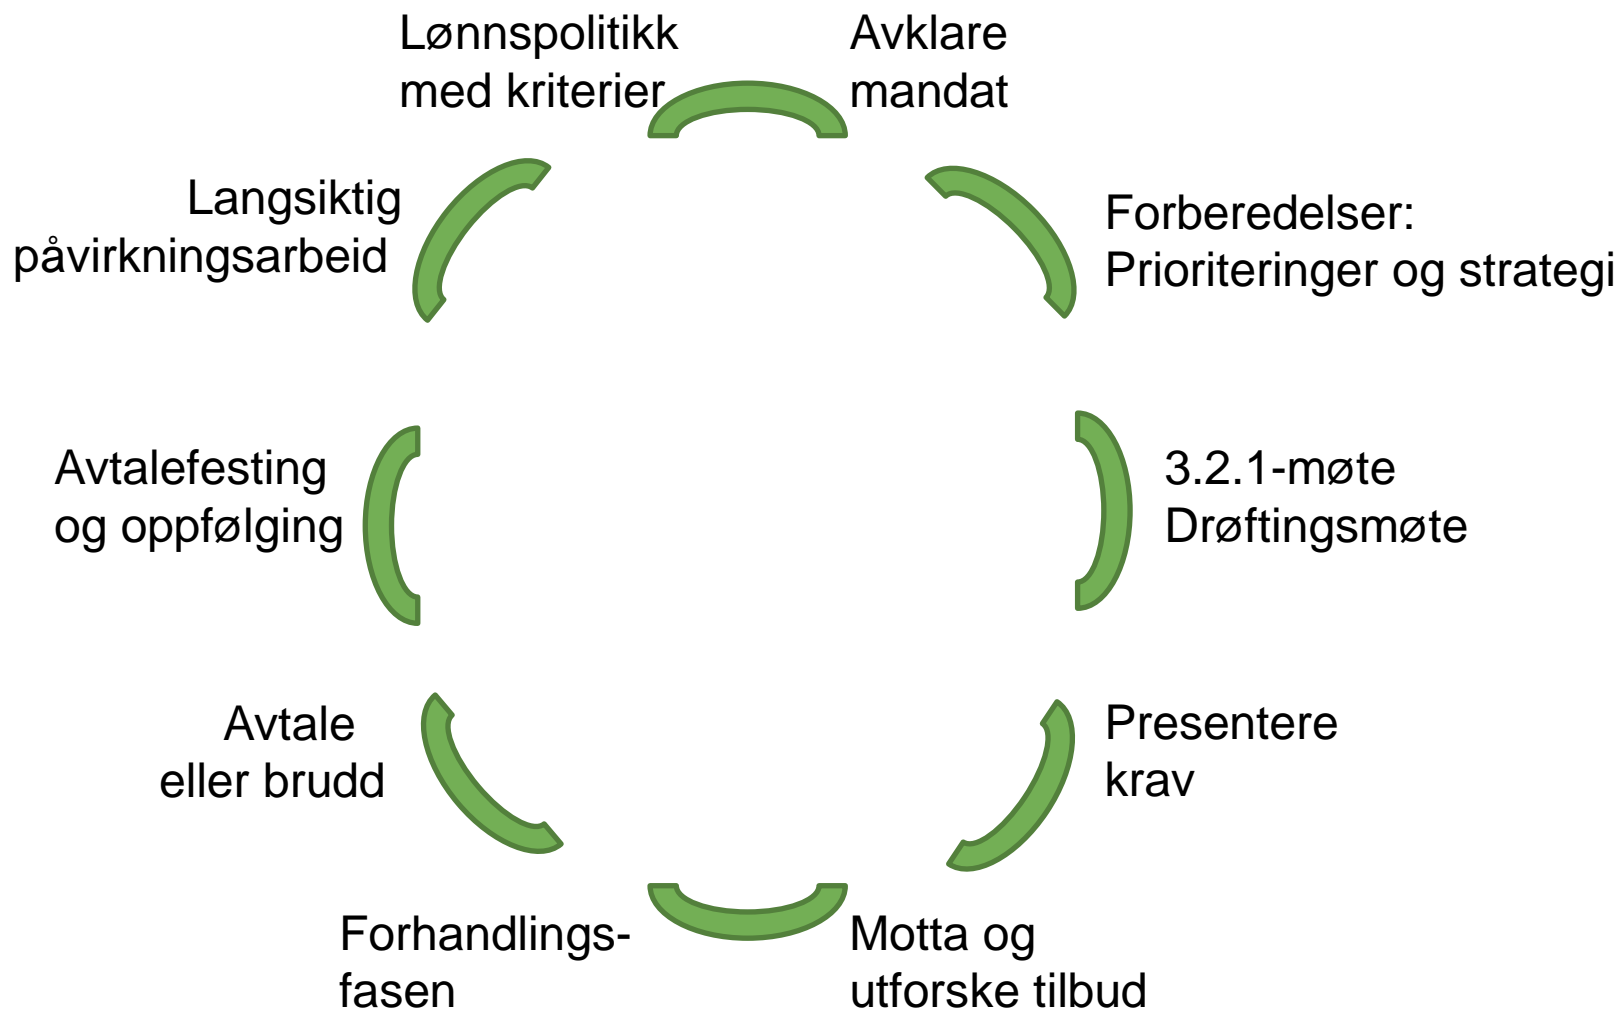 Lønnspolitikk
med kriterier
Avklare
mandat
Forberedelser:
Prioriteringer og strategi
3.2.1-møte
Drøftingsmøte
Presentere
krav
Motta og
utforske tilbud
Forhandlings-
fasen
Avtale
eller brudd
Avtalefesting
og oppfølging
Langsiktig
påvirkningsarbeid